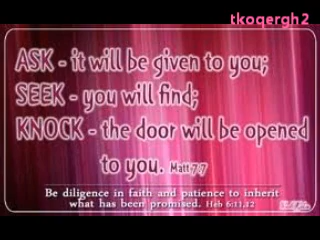 tkoqergh2
ASK - it will be given to you;
SEEK - you will find;
KNOCK - the door will be opened
to you. Matt 7:7
Be diligence in faith and patience to inherit
what has been promised. Heb 6:11,12